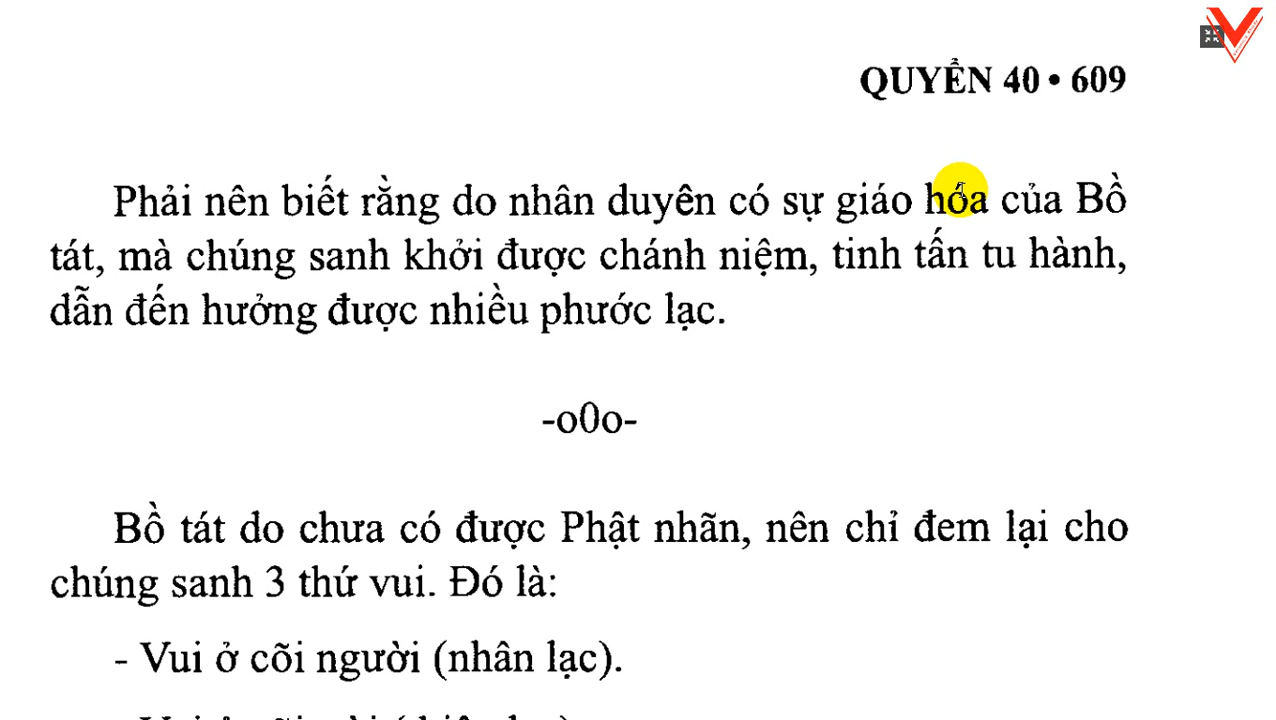 QUYỂN 40 • 609
Phải nên biết rằng do nhân duyên có sự giáo hóa của Bồ
tát, mà chúng sanh khởi được chánh niệm, tinh tấn tu hành,
dẫn đến hưởng được nhiều phước lạc.
-o0o-
Bồ tát do chưa có được Phật nhãn, nên chỉ đem lại cho
chúng sanh 3 thứ vui. Đó là:
- Vui ở cõi người (nhân lạc).